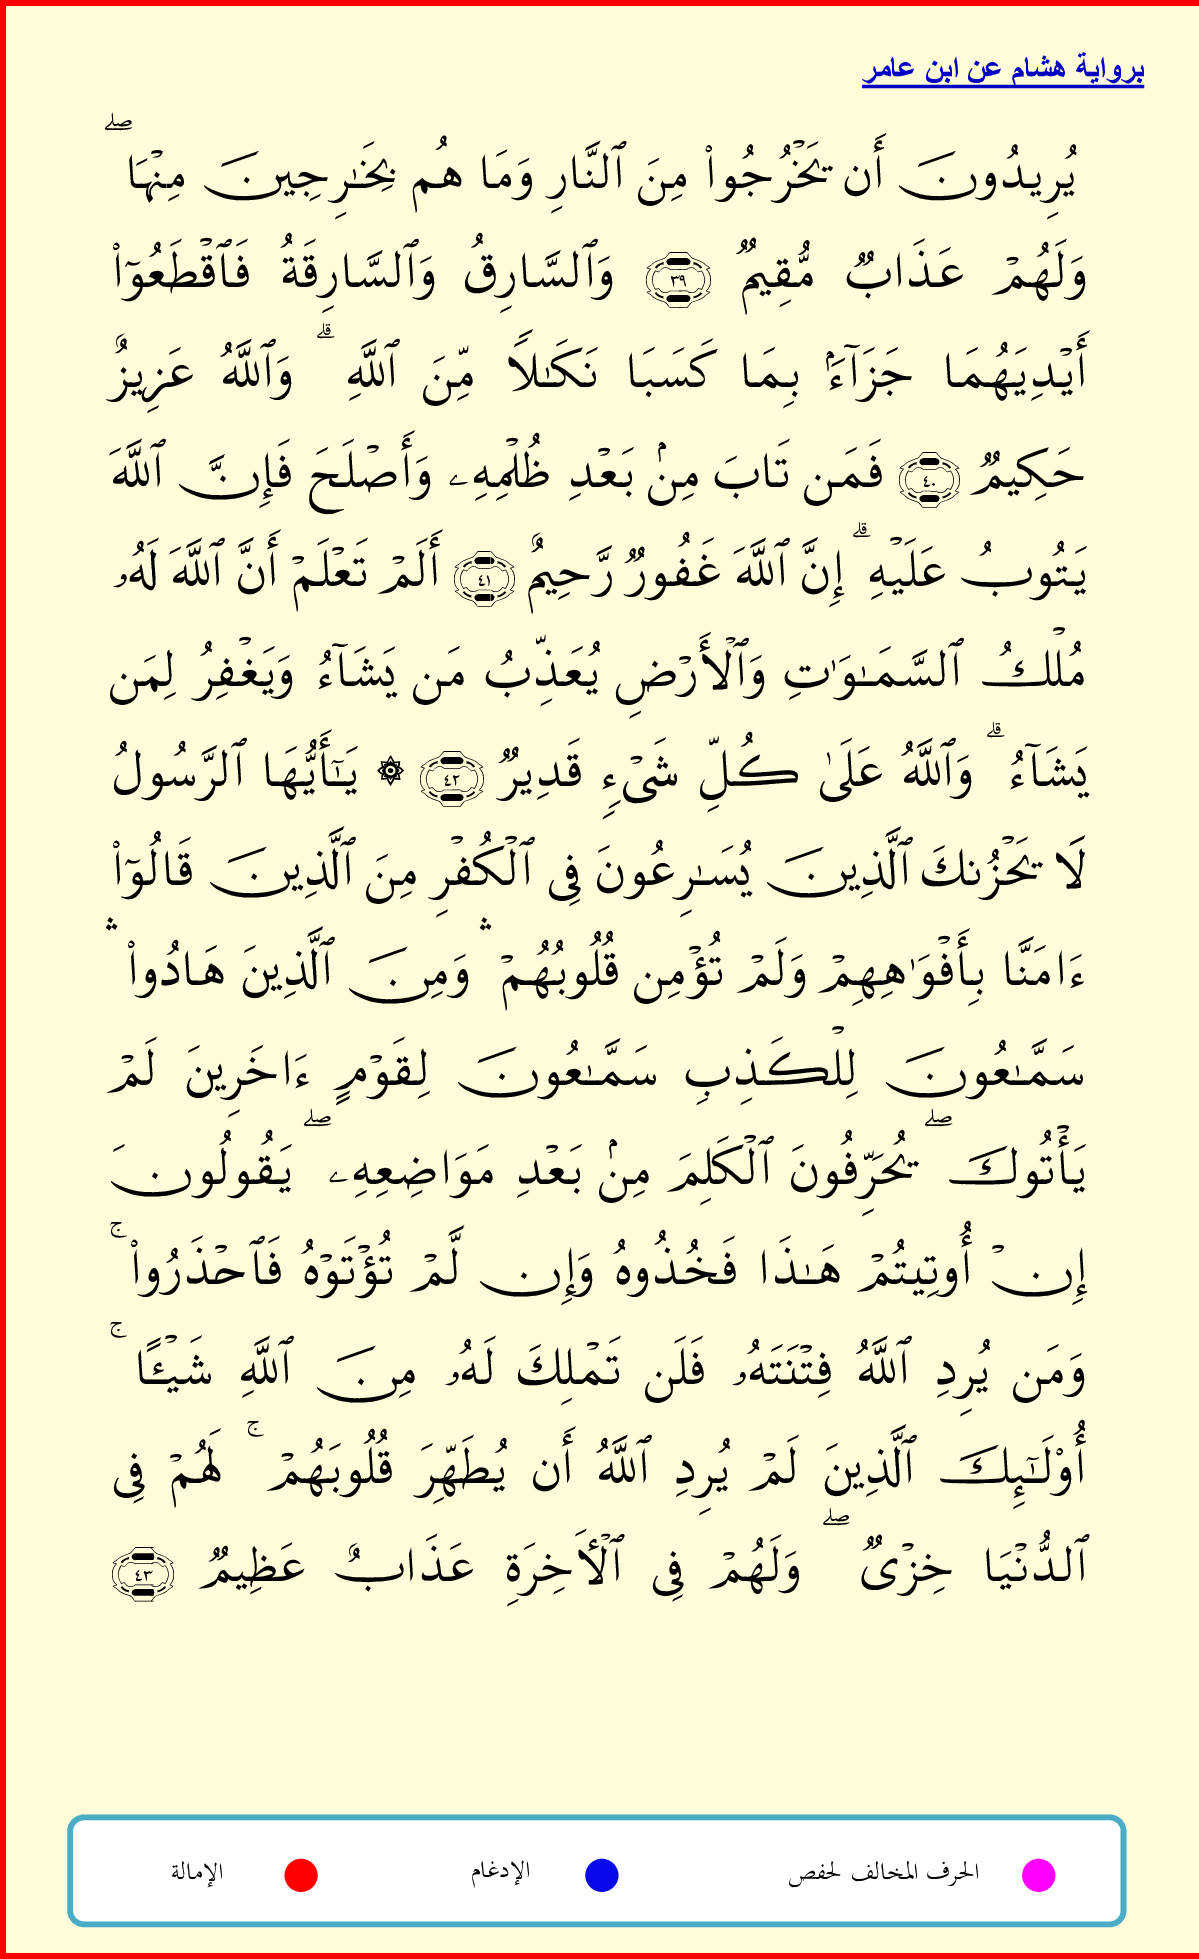 برواية هشام عن ابن عامر
يُرِيدُونَ أَن يَخۡرُجُواْ مِنَ ٱلنَّارِ وَمَا هُم بِخَٰرِجِينَ مِنۡهَاۖ
وَلَهُمۡ عَذَابٞ مُّقِيمٞ ٣٩ وَٱلسَّارِقُ وَٱلسَّارِقَةُ فَٱقۡطَعُوٓاْ
أَيۡدِيَهُمَا جَزَآءَۢ بِمَا كَسَبَا نَكَٰلٗا مِّنَ ٱللَّهِۗ وَٱللَّهُ عَزِيزٌ
حَكِيمٞ ٤٠ فَمَن تَابَ مِنۢ بَعۡدِ ظُلۡمِهِۦ وَأَصۡلَحَ فَإِنَّ ٱللَّهَ
يَتُوبُ عَلَيۡهِۗ إِنَّ ٱللَّهَ غَفُورٞ رَّحِيمٌ ٤١ أَلَمۡ تَعۡلَمۡ أَنَّ ٱللَّهَ لَهُۥ
مُلۡكُ ٱلسَّمَٰوَٰتِ وَٱلۡأَرۡضِ يُعَذِّبُ مَن يَشَآءُ وَيَغۡفِرُ لِمَن
يَشَآءُۗ وَٱللَّهُ عَلَىٰ كُلِّ شَيۡءٖ قَدِيرٞ ٤٢ ۞ يَٰٓأَيُّهَا ٱلرَّسُولُ
لَا يَحۡزُنكَ ٱلَّذِينَ يُسَٰرِعُونَ فِي ٱلۡكُفۡرِ مِنَ ٱلَّذِينَ قَالُوٓاْ
ءَامَنَّا بِأَفۡوَٰهِهِمۡ وَلَمۡ تُؤۡمِن قُلُوبُهُمۡۛ وَمِنَ ٱلَّذِينَ هَادُواْۛ
سَمَّٰعُونَ لِلۡكَذِبِ سَمَّٰعُونَ لِقَوۡمٍ ءَاخَرِينَ لَمۡ
يَأۡتُوكَۖ يُحَرِّفُونَ ٱلۡكَلِمَ مِنۢ بَعۡدِ مَوَاضِعِهِۦۖ يَقُولُونَ
إِنۡ أُوتِيتُمۡ هَٰذَا فَخُذُوهُ وَإِن لَّمۡ تُؤۡتَوۡهُ فَٱحۡذَرُواْۚ
وَمَن يُرِدِ ٱللَّهُ فِتۡنَتَهُۥ فَلَن تَمۡلِكَ لَهُۥ مِنَ ٱللَّهِ شَيۡـًٔاۚ
أُوْلَٰٓئِكَ ٱلَّذِينَ لَمۡ يُرِدِ ٱللَّهُ أَن يُطَهِّرَ قُلُوبَهُمۡۚ لَهُمۡ فِي
ٱلدُّنۡيَا خِزۡيٞۖ وَلَهُمۡ فِي ٱلۡأٓخِرَةِ عَذَابٌ عَظِيمٞ ٤٣
الحرف المخالف لحفص الإدغام الإمالة